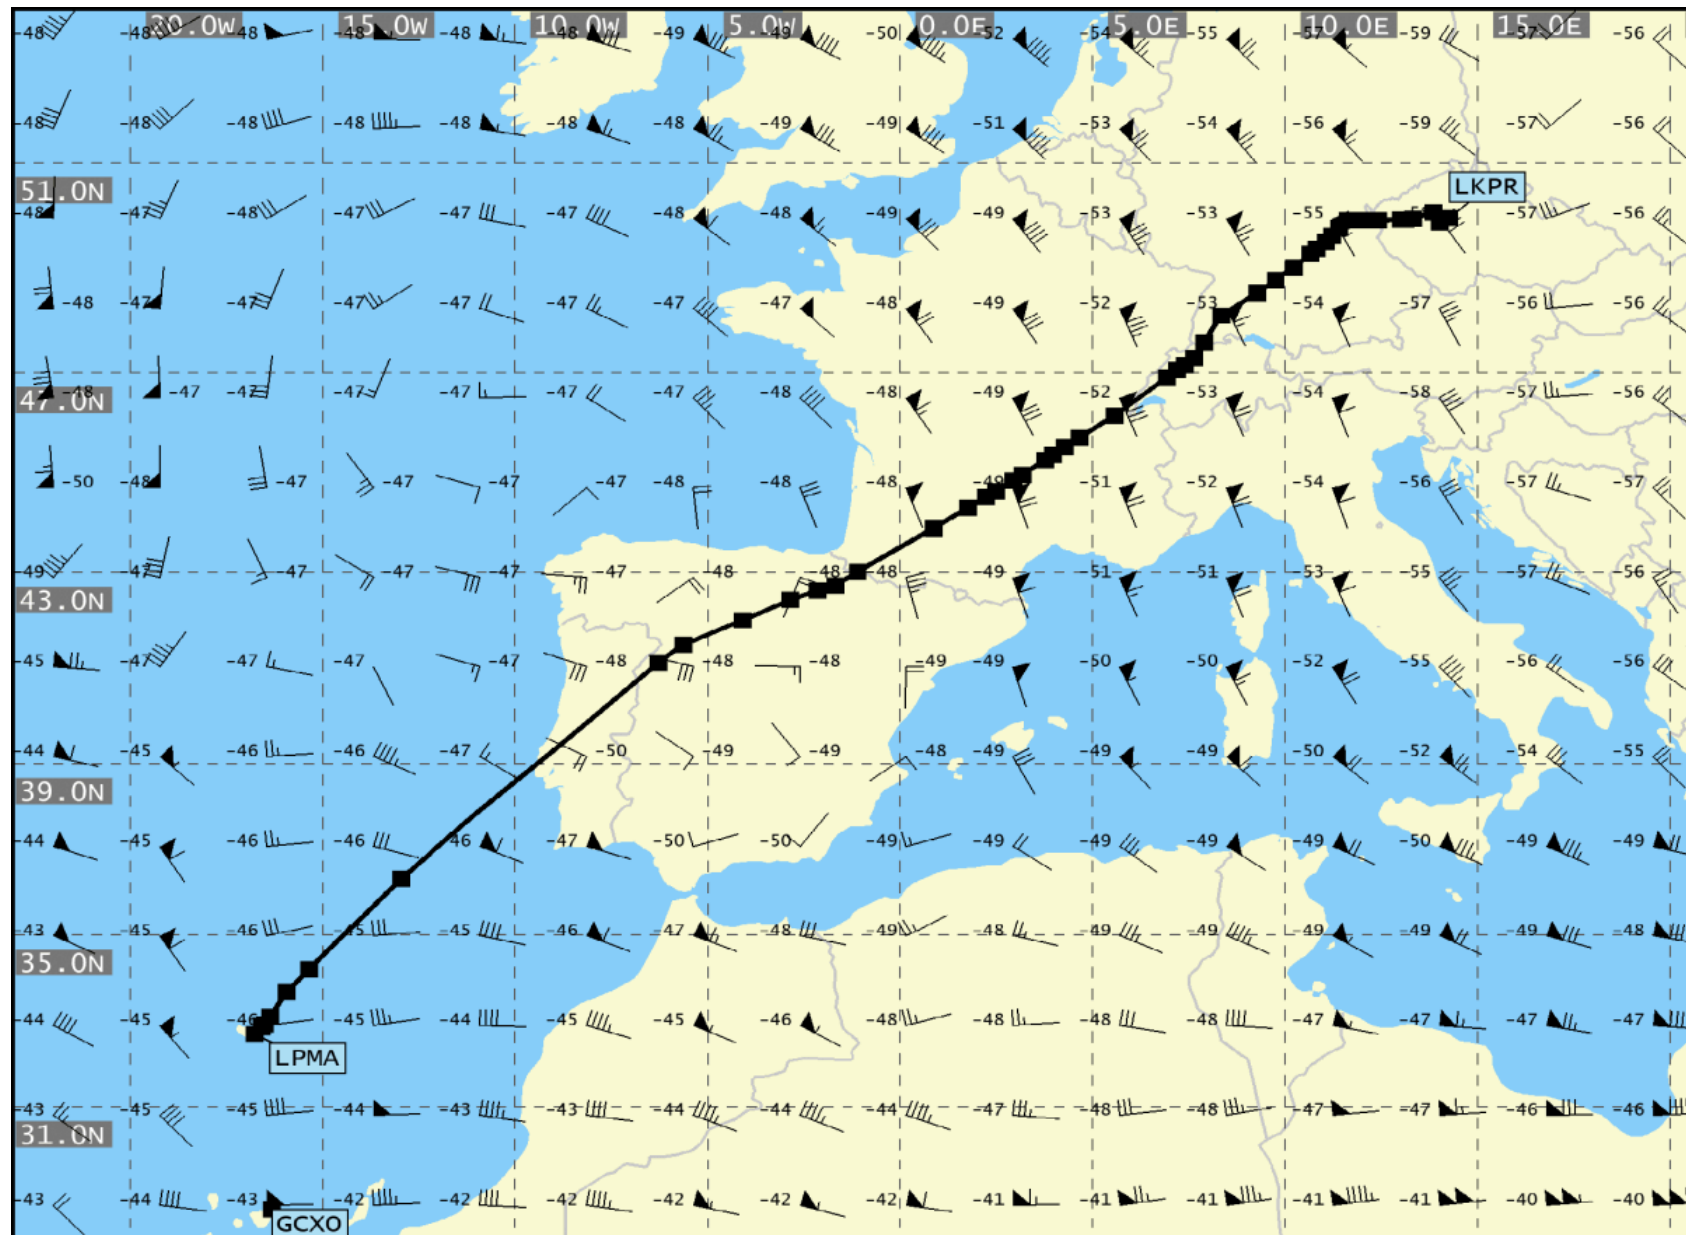 -48 -48 20.0W -48 -48 15.0W -48 10.0W -48 -49 5.0W -49 -50 0.0E -52 -54 5.0E -55 -57 10.0E -59 15.0E -57 -56
-48 -48 -48 -48 -48 -48 -48 -49 -49 -51 -53 -54 -56 -59 -57 -56
51.0N LKPR
-48 -47 -48 -47 -47 -47 -48 -48 -49 -49 -53 -53 -55 -57 -56
-48 -47 -47 -47 -47 -47 -47 -47 -48 -49 -52 -53 -54 -57 -56 -56
-48 -47 -47 -47 -47 -47 -47 -48 -48 -49 -52 -53 -54 -58 -57 -56
47.0N
-50 -48 -47 -47 -47 -47 -48 -48 -48 -49 -51 -52 -54 -56 -57 -57
-49 -47 -47 -47 -47 -47 -48 -48 -48 -49 -51 -51 -53 -55 -57 -56
43.0N
-45 -47 -47 -47 -47 -48 -48 -48 -49 -49 -50 -50 -52 -55 -56 -56
-44 -45 -46 -46 -47 -50 -49 -49 -48 -49 -49 -49 -50 -52 -54 -55
39.0N
-44 -45 -46 -46 -46 -47 -50 -50 -49 -49 -49 -49 -49 -50 -49 -49
-43 -45 -46 -45 -45 -46 -47 -48 -49 -48 -49 -49 -49 -49 -49 -48
35.0N
-44 -45 -46 -45 -44 -45 -45 -46 -48 -48 -48 -48 -47 -47 -47 -47
LPMA
-43 -45 -45 -44 -43 -43 -44 -44 -44 -47 -48 -48 -47 -47 -46 -46
31.0N
-43 -44 -43 -42 -42 -42 -42 -42 -42 -41 -41 -41 -41 -41 -40 -40
GCXO